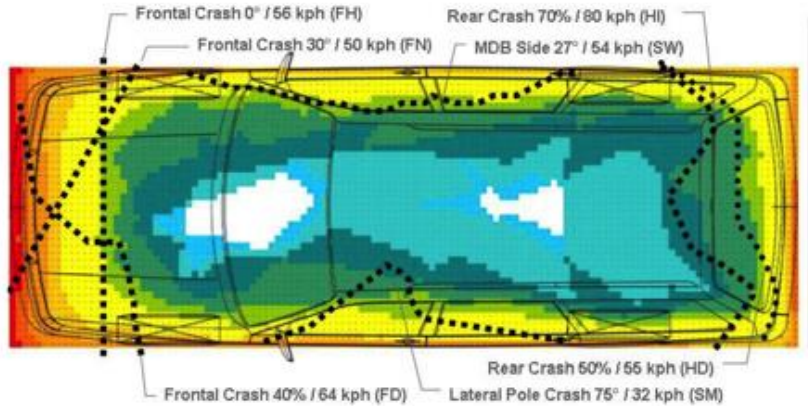 Frontal Crash 0° / 56 kph (FH)
Rear Crash 70% / 80 kph (HI)
Frontal Crash 30° / 50 kph (FN)
MDB Side 27° / 54 kph (SW)
Rear Crash 50% / 55 kph (HD)
Frontal Crash 40% / 64 kph (FD)
Lateral Pole Crash 75° / 32 kph (SM)